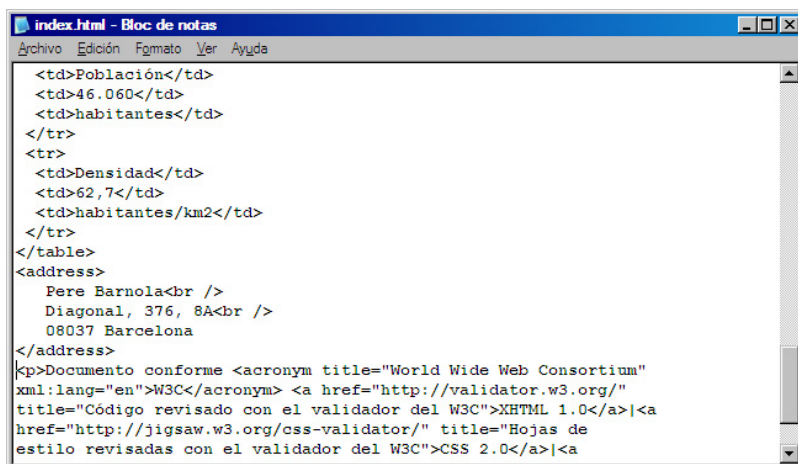 index.html - Bloc de notas
Archivo Edición Formato Ver Ayuda
<td>Población</td>
<td>46.060</td>
<td>habitantes</td>
</tr>
<tr>
<td>Densidad</td>
<td>62,7</td>
<td>habitantes/km2</td>
</tr>
</table>
<address>
Pere Barnola<br />
Diagonal, 376, 8A<br />
08037 Barcelona
</address>
<p>Documento conforme <acronym title="World Wide Web Consortium"
xml:lang="en">W3C</acronym> <a href="http://validator.w3.org/"
title="Código revisado con el validador del W3C">XHTML 1.0</a>|<a
href="http://jigsaw.w3.org/css-validator/" title="Hojas de
estilo revisadas con el validador del W3C">CSS 2.0</a>|<a